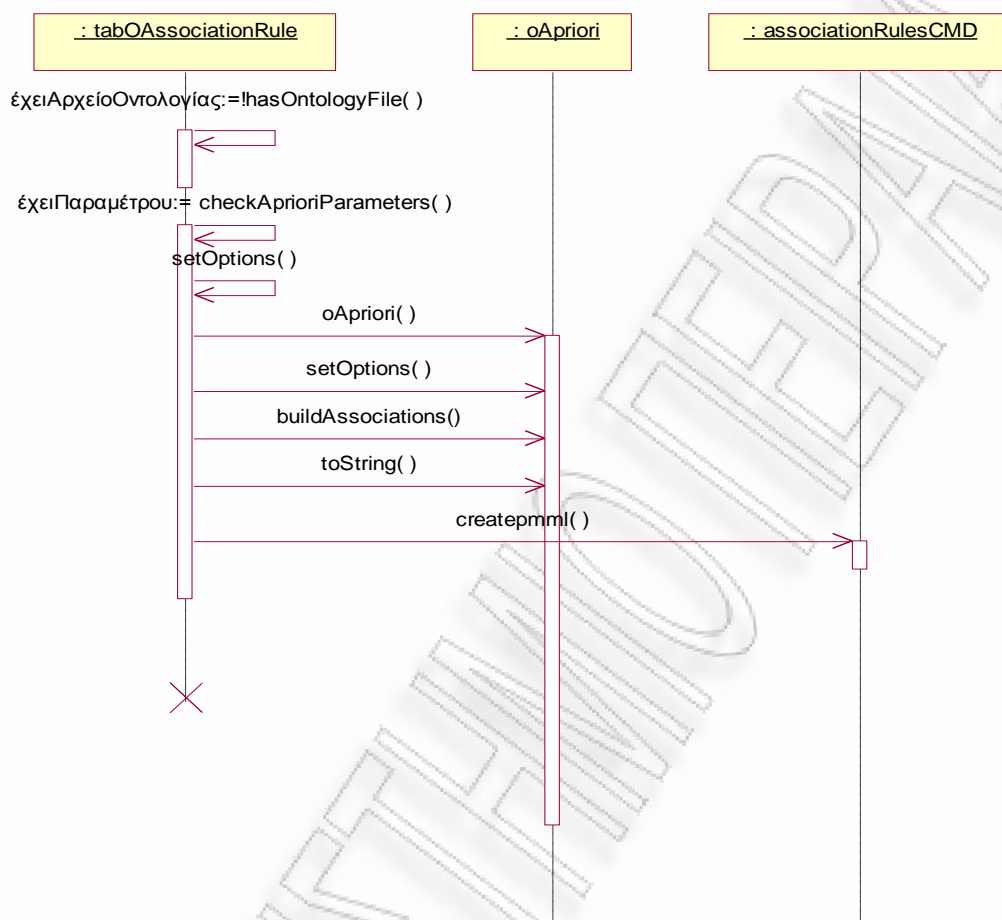 : tabOAssociationRule
: oApriori
: associationRulesCMD
έχειΑρχείοΟντολογίας:=!hasOntologyFile( )
έχειΠαραμέτρου:= checkAprioriParameters( )
setOptions( )
oApriori( )
setOptions( )
buildAssociations()
toString( )
createpmml( )